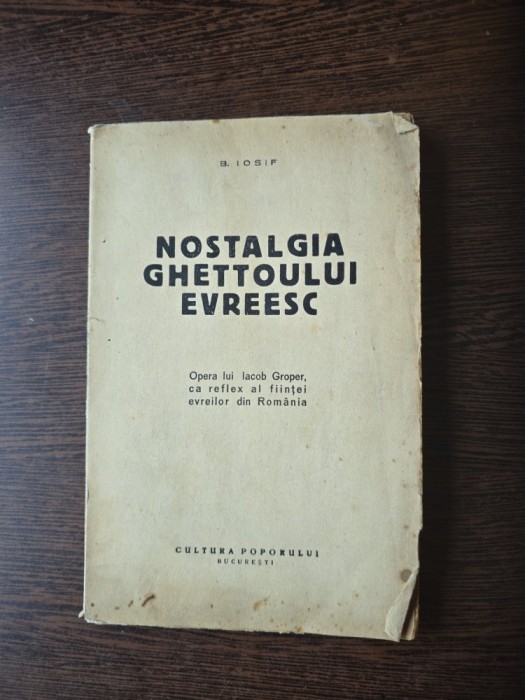 B. IOSIF
NOSTALGIA
GHETTOULUI
EVREESC
Opera lui Iacob Groper,
ca reflex al ființei
evreilor din România
CULTURA POPORULUI
BUCUREȘTI